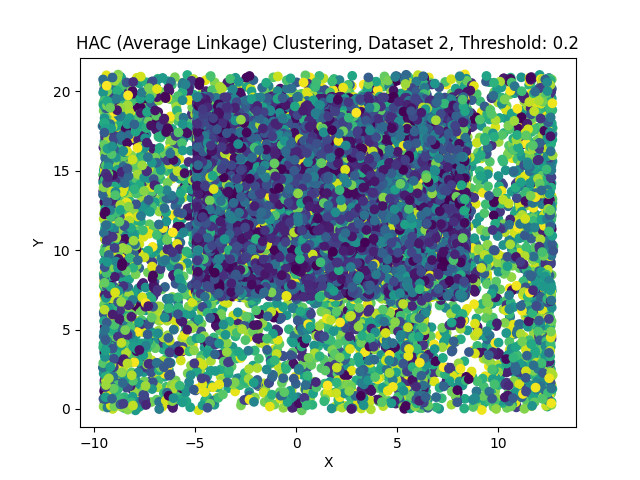 HAC (Average Linkage) Clustering, Dataset 2, Threshold: 0.2
20
15
10
5
0
Y
−10 −5 0 5 10
X